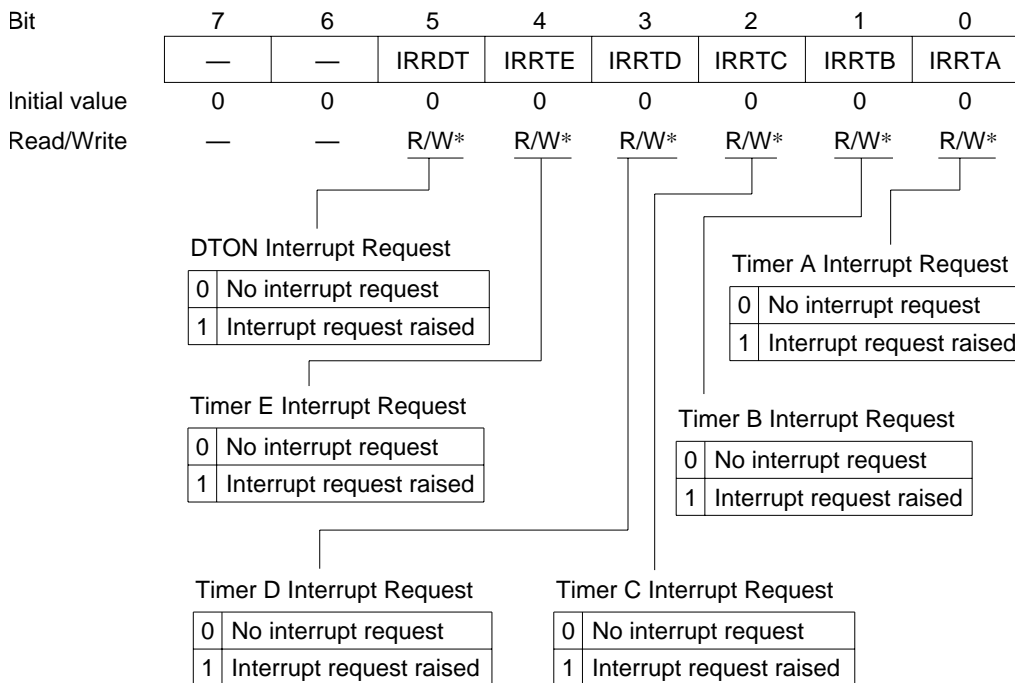 Bit 7 6 5 4 3 2 1 0
— — IRRDT IRRTE IRRTD IRRTC IRRTB IRRTA
Initial value 0 0 0 0 0 0 0 0
Read/Write — — R/W* R/W* R/W* R/W* R/W* R/W*
DTON Interrupt Request
0 No interrupt request
1 Interrupt request raised
Timer A Interrupt Request
0 No interrupt request
1 Interrupt request raised
Timer E Interrupt Request
0 No interrupt request
1 Interrupt request raised
Timer B Interrupt Request
0 No interrupt request
1 Interrupt request raised
Timer D Interrupt Request
0 No interrupt request
1 Interrupt request raised
Timer C Interrupt Request
0 No interrupt request
1 Interrupt request raised